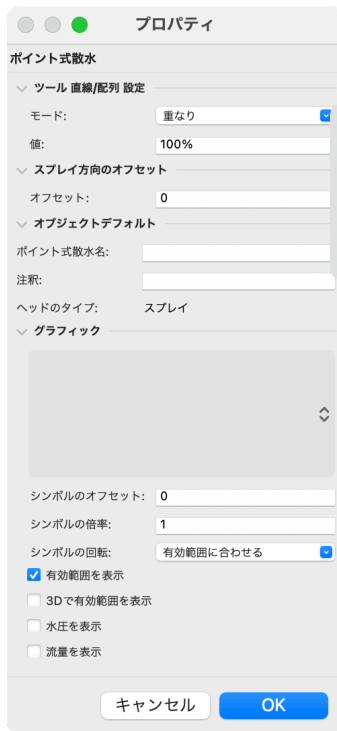 プロパティ
ポイント式散水
ツール 直線/配列 設定
モード: 重なり
値: 100%
スプレイ方向のオフセット
オフセット: 0
オブジェクトデフォルト
ポイント式散水名:
注釈:
ヘッドのタイプ: スプレイ
グラフィック
シンボルのオフセット: 0
シンボルの倍率: 1
シンボルの回転: 有効範囲に合わせる
有効範囲を表示
3Dで有効範囲を表示
水圧を表示
流量を表示
キャンセル OK